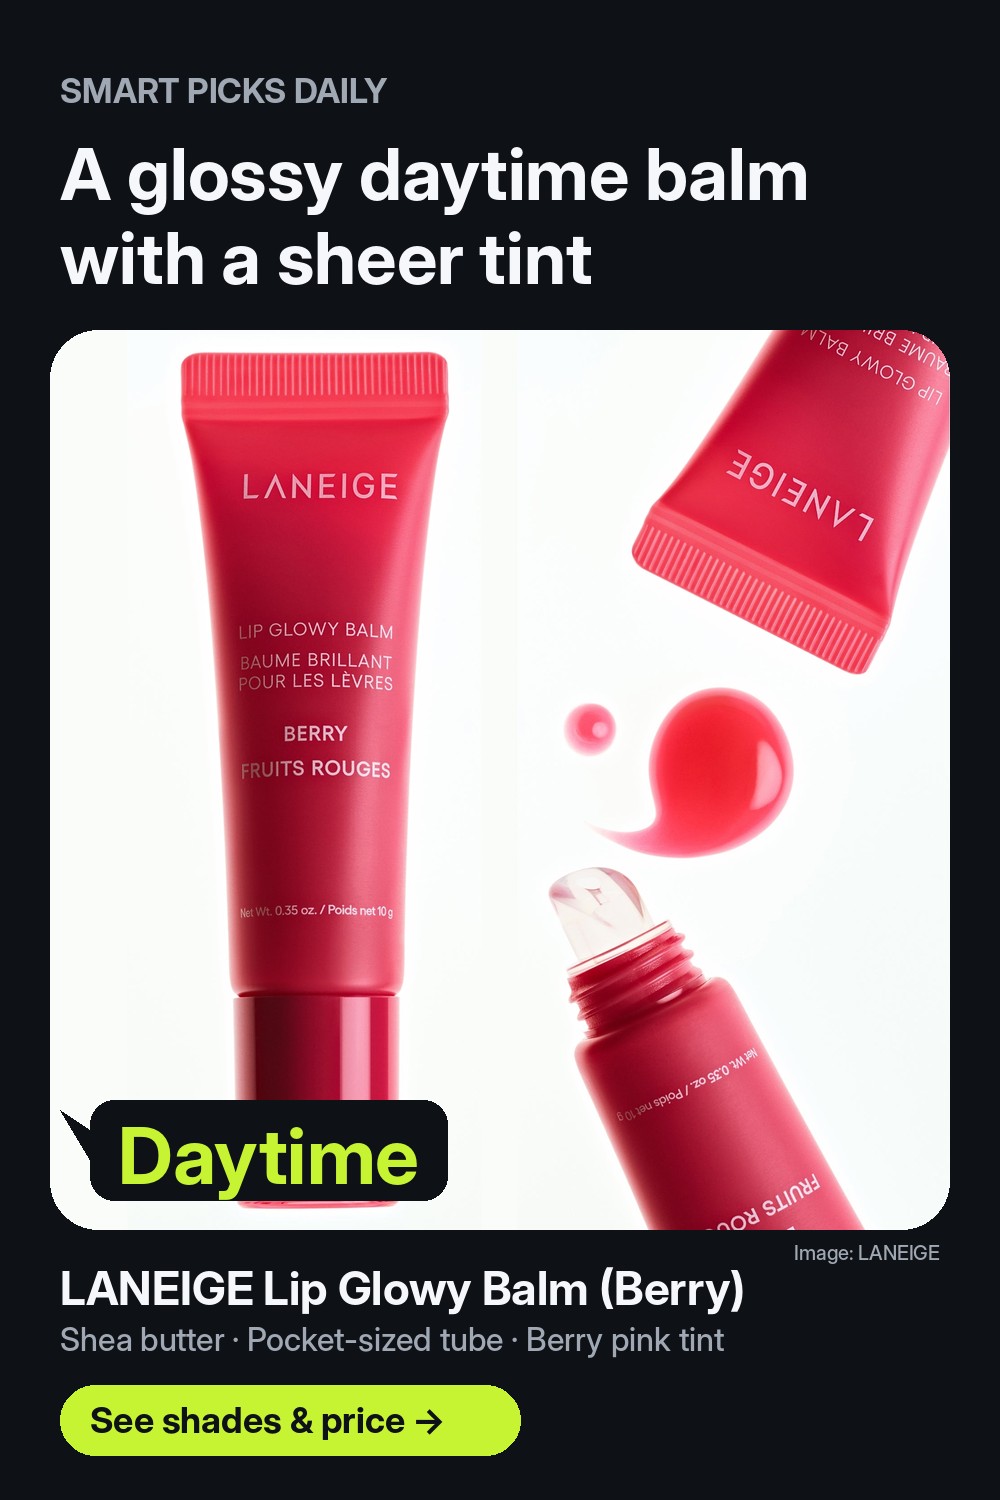 SMART PICKS DAILY
A glossy daytime balm
with a sheer tint
LANEIGE
LIP GLOWY BALM
BAUME BRILLANT
POUR LES LÈVRES
BERRY
FRUITS ROUGES
Net Wt. 0.35 oz. / Poids net 10 g
LIP GLOWY BALM
LANEIGE
Net Wt. 0.35 oz. / Poids net 10 g
FRUITS
Daytime
Image: LANEIGE
LANEIGE Lip Glowy Balm (Berry)
Shea butter · Pocket-sized tube · Berry pink tint
See shades & price →